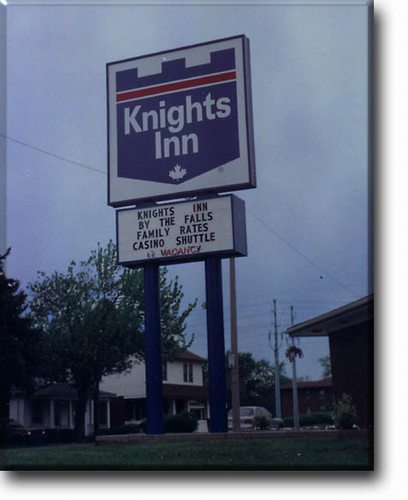 Knights
Inn
KNIGHTS INN
BY THE FALLS
FAMILY RATES
CASINO SHUTTLE
VACANCY